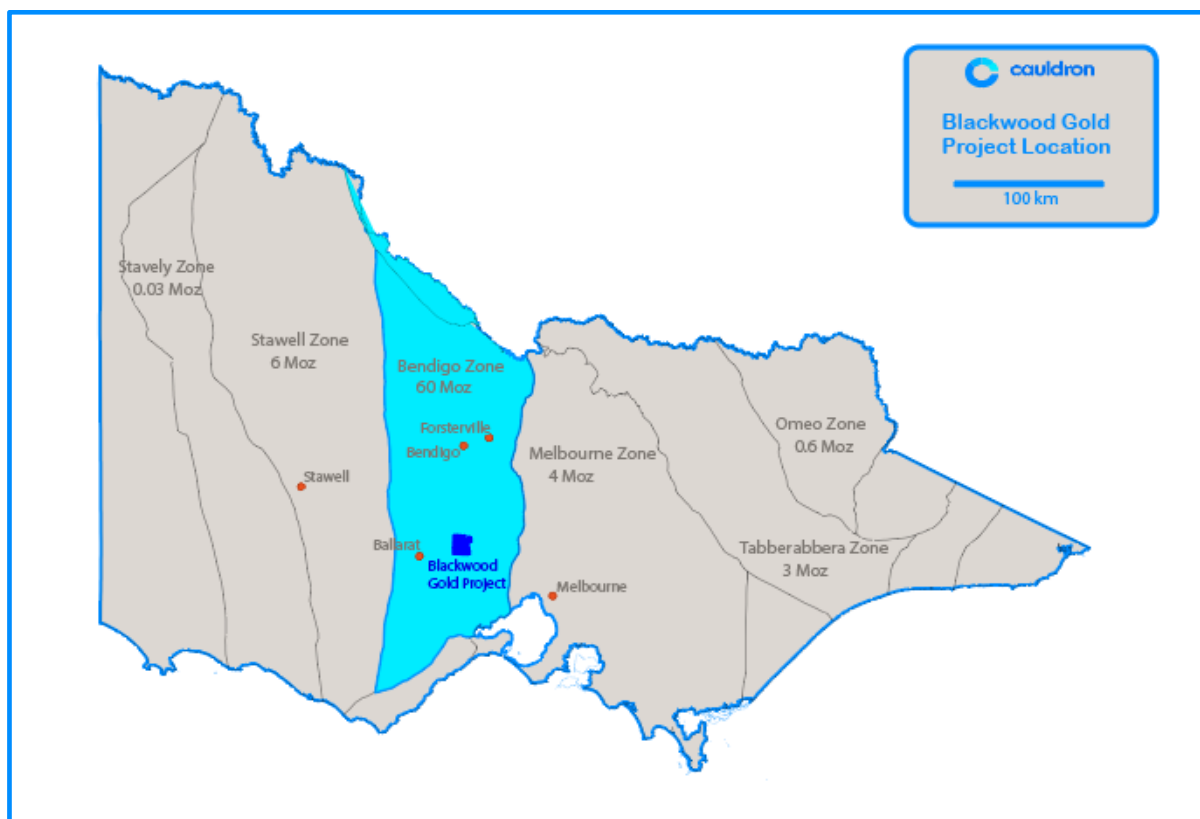 cauldron
Blackwood Gold
Project Location
100 km
Stavely Zone
0.03 Moz
Stawell Zone
6 Moz
Bendigo Zone
60 Moz
Forsterville
Bendigo
Stawell
Melbourne Zone
4 Moz
Omeo Zone
0.6 Moz
Ballarat
Blackwood
Gold Project
Tabberabbera Zone
3 Moz
Melbourne